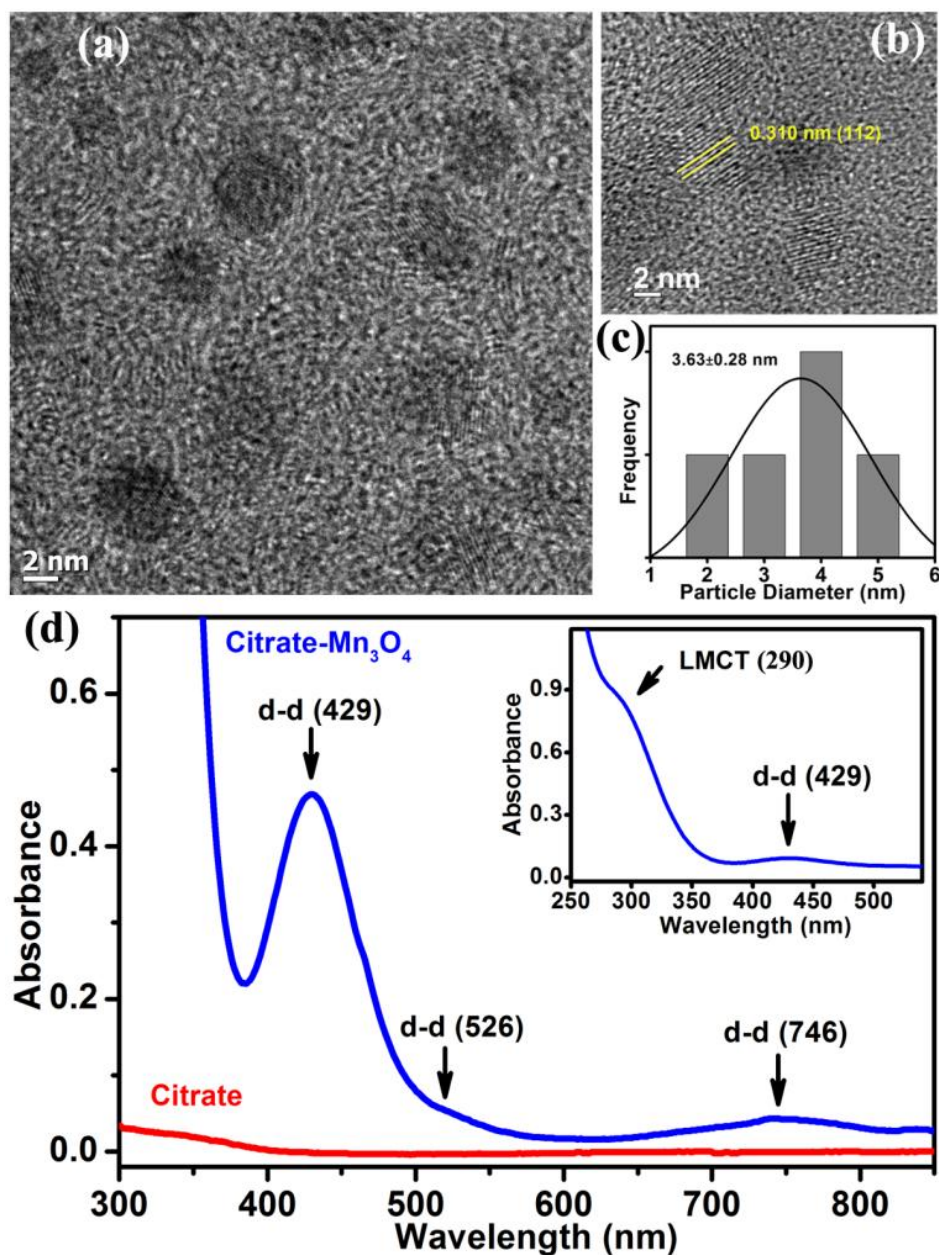 (a)
2 nm
(b)
0.310 nm (112)
2 nm
(c)
3.63±0.28 nm
Frequency
1 2 3 4 5 6
Particle Diameter (nm)
(d)
Citrate-Mn₃O₄
d-d (429)
d-d (526)
d-d (746)
Citrate
Absorbance
0.6
0.4
0.2
0.0
300 400 500 600 700 800
Wavelength (nm)
LMCT (290)
d-d (429)
Absorbance
0.9
0.6
0.3
0.0
250 300 350 400 450 500
Wavelength (nm)